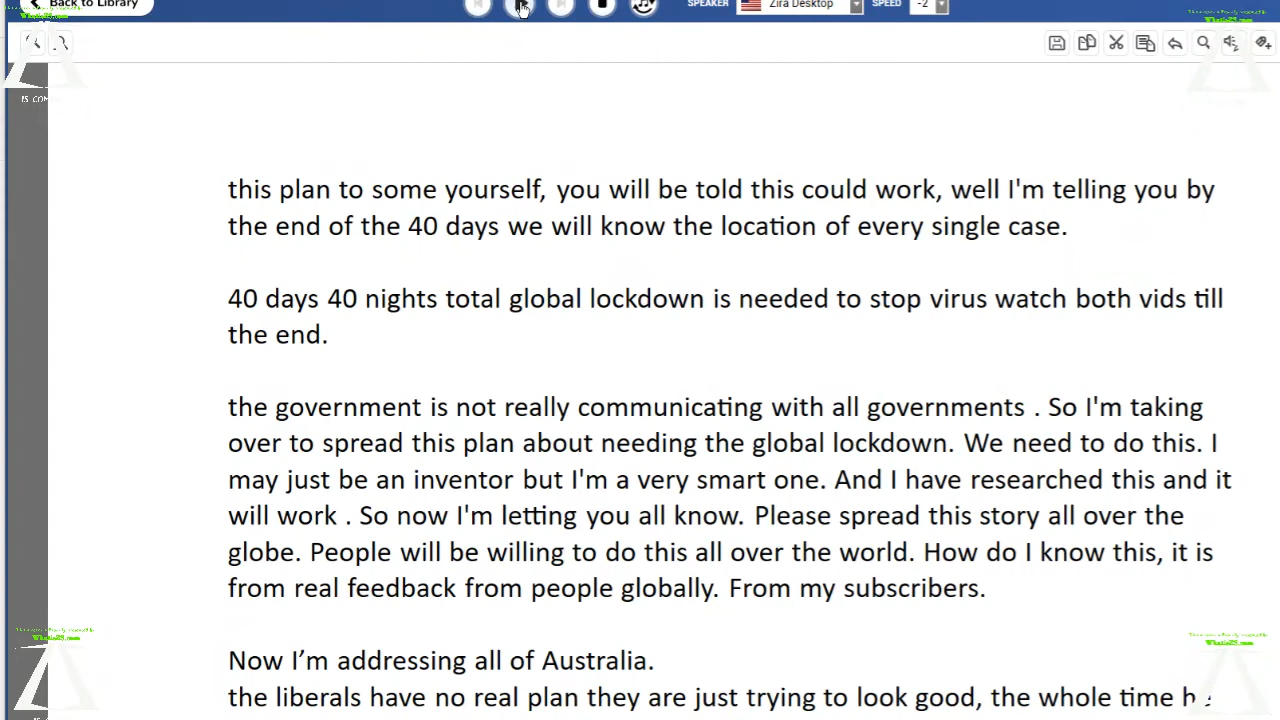 Back to Library
SPEAKER Zira Desktop SPEED -2
IS COM
this plan to some yourself, you will be told this could work, well I'm telling you by
the end of the 40 days we will know the location of every single case.
40 days 40 nights total global lockdown is needed to stop virus watch both vids till
the end.
the government is not really communicating with all governments . So I'm taking
over to spread this plan about needing the global lockdown. We need to do this. I
may just be an inventor but I'm a very smart one. And I have researched this and it
will work . So now I'm letting you all know. Please spread this story all over the
globe. People will be willing to do this all over the world. How do I know this, it is
from real feedback from people globally. From my subscribers.
Now I’m addressing all of Australia.
the liberals have no real plan they are just trying to look good, the whole time he